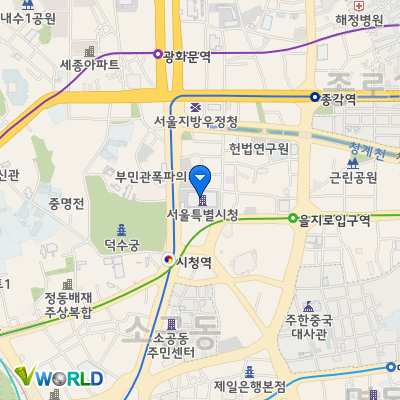 내수1공원
해정병원
세종아파트
광화문역
종로
종각역
서울지방우정청
청계천
헌법연구원
부민관폭파의
근린공원
중명전
서울특별시청
을지로입구역
덕수궁
시청역
정동배재
주상복합
소공동
주한중국
대사관
소공동
주민센터
제일은행본점
VWORLD